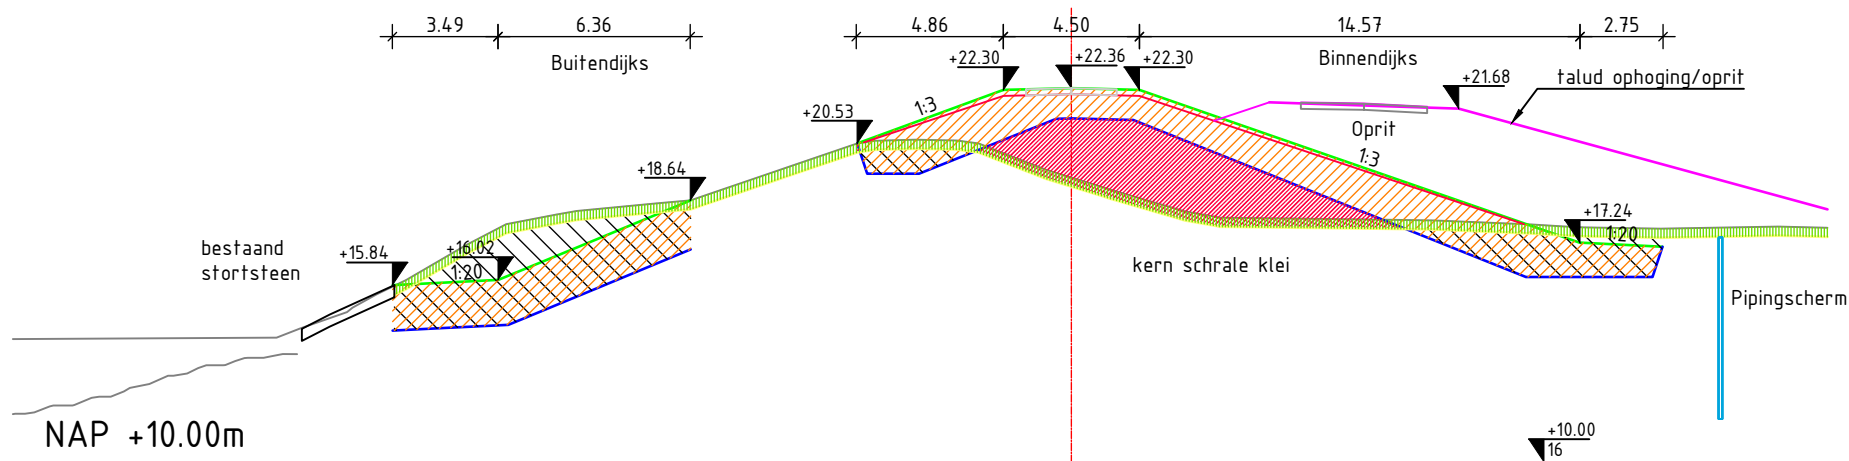 3.49
6.36
4.86
4.50
14.57
2.75
Buitendijks
Binnendijks
+22.30
+22.36
+22.30
+21.68
talud ophoging/oprit
1:3
+20.53
Oprit
1:3
+18.64
+17.24
1:20
bestaand
stortsteen
+15.84
+16.02
1:20
kern schrale klei
Pipingscherm
NAP +10.00m
+10.00
16